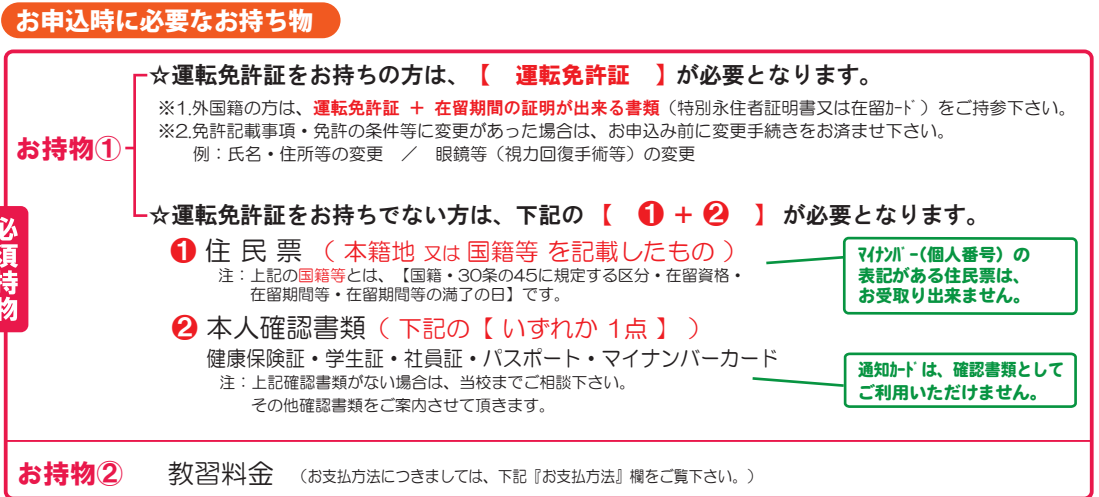 お申込時に必要なお持ち物
必須持物
お持物①
☆運転免許証をお持ちの方は、【 運転免許証 】が必要となります。
※1.外国籍の方は、運転免許証 + 在留期間の証明が出来る書類（特別永住者証明書又は在留ｶｰﾄﾞ）をご持参下さい。
※2.免許記載事項・免許の条件等に変更があった場合は、お申込み前に変更手続きをお済ませ下さい。
例：氏名・住所等の変更 ／ 眼鏡等（視力回復手術等）の変更
☆運転免許証をお持ちでない方は、下記の【 ❶ + ❷ 】が必要となります。
❶ 住 民 票 （ 本籍地 又は 国籍等 を記載したもの ）
注：上記の国籍等とは、【国籍・30条の45に規定する区分・在留資格・
在留期間等・在留期間等の満了の日】です。
ﾏｲﾅﾝﾊﾞｰ(個人番号）の
表記がある住民票は、
お受取り出来ません。
❷ 本人確認書類（ 下記の【 いずれか 1点 】 ）
健康保険証・学生証・社員証・パスポート・マイナンバーカード
注：上記確認書類がない場合は、当校までご相談下さい。
その他確認書類をご案内させて頂きます。
通知ｶｰﾄﾞは、確認書類として
ご利用いただけません。
お持物② 教習料金 （お支払方法につきましては、下記『お支払方法』欄をご覧下さい。）